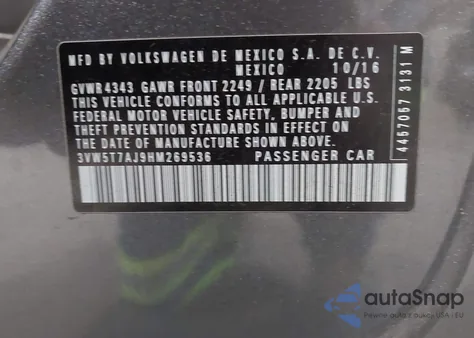 MFD BY VOLKSWAGEN DE MEXICO S.A. DE C.V.
MEXICO 10/16
GVWR 4343 GAWR FRONT 2249 / REAR 2205 LBS
THIS VEHICLE CONFORMS TO ALL APPLICABLE U.S.
FEDERAL MOTOR VEHICLE SAFETY, BUMPER AND
THEFT PREVENTION STANDARDS IN EFFECT ON
THE DATE OF MANUFACTURE SHOWN ABOVE.
3VW5T7AJ9HM269536 PASSENGER CAR
4457057 3131 M
autoSnap